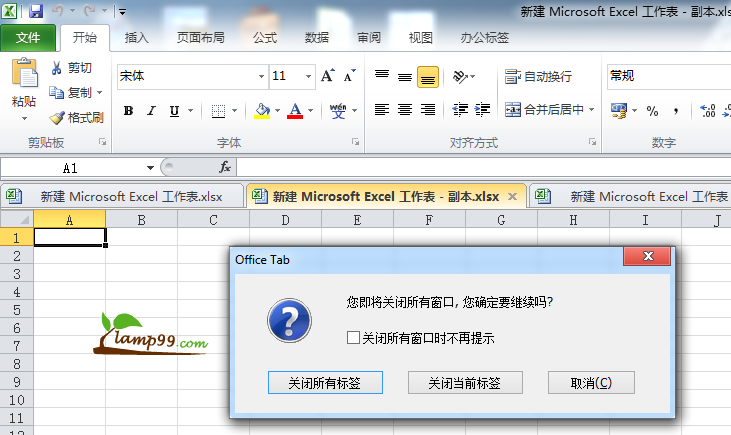 新建 Microsoft Excel 工作表 - 副本.xls
文件 开始 插入 页面布局 公式 数据 审阅 视图 办公标签
剪切
复制
格式刷
粘贴
剪贴板
宋体 11 A A
B I U A wén 文
字体
自动换行
合并后居中
对齐方式
常规
% , .00
数字
A1 fx
新建 Microsoft Excel 工作表.xlsx
新建 Microsoft Excel 工作表 - 副本.xlsx
新建 Microsoft Excel 工作表
A B C D E F G H I J
1
2
3
4
5
6
7
8
9
10
11
lamp99.com
Office Tab
您即将关闭所有窗口, 您确定要继续吗?
关闭所有窗口时不再提示
关闭所有标签 关闭当前标签 取消(C)